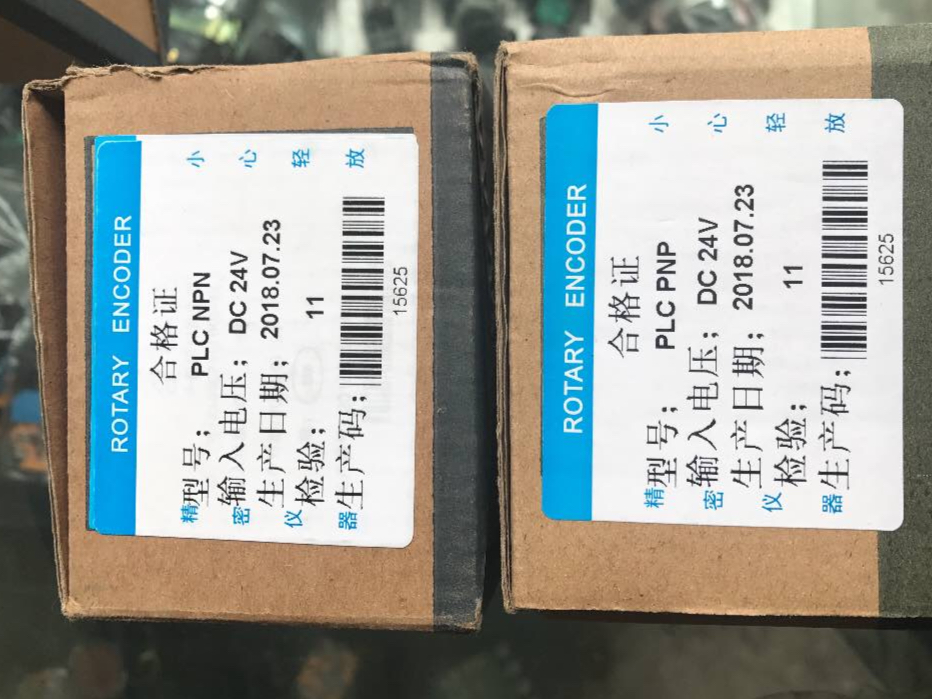 ROTARY ENCODER
合格证
型号; PLC NPN
输入电压; DC 24V
生产日期; 2018.07.23
检验; 11
生产码;
15625
精密仪器
小心轻放
ROTARY ENCODER
合格证
型号; PLC PNP
输入电压; DC 24V
生产日期; 2018.07.23
检验; 11
生产码;
15625
精密仪器
小心轻放